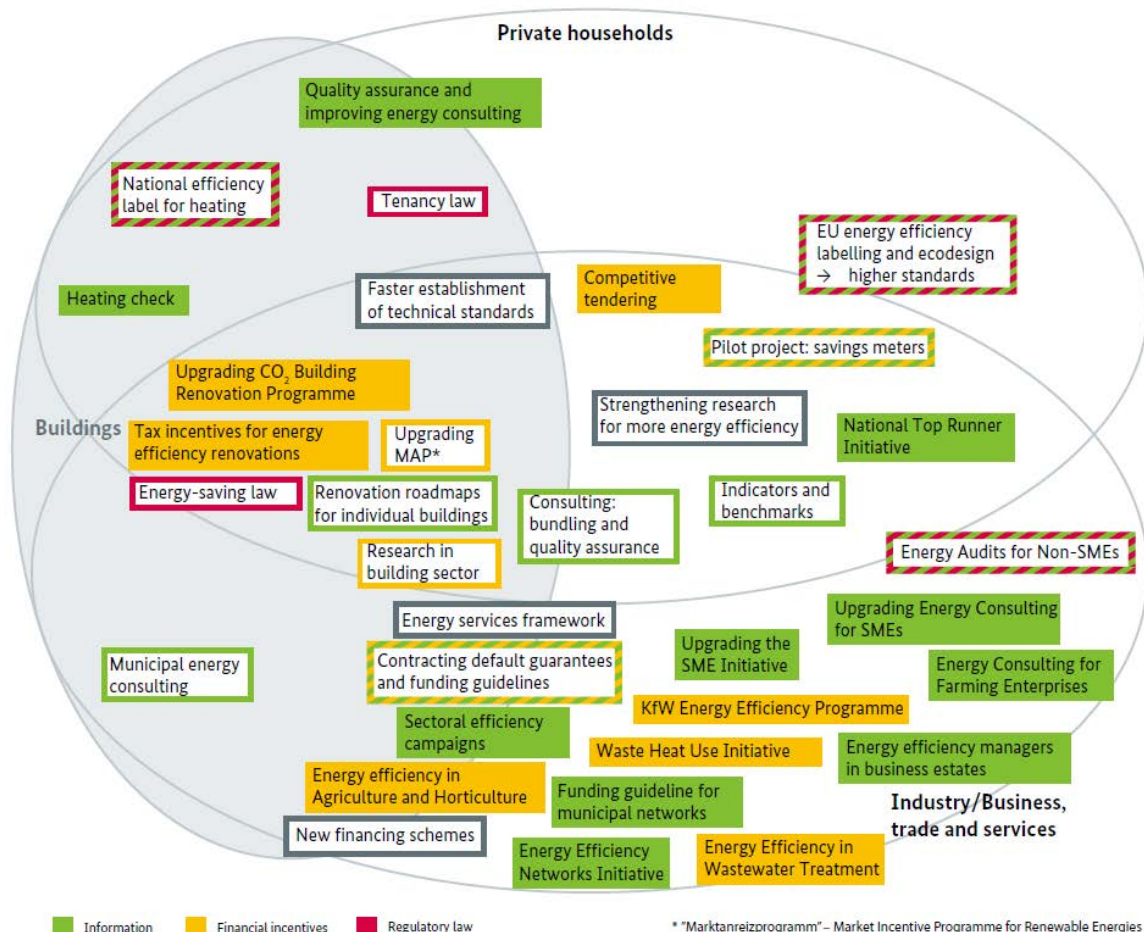 Private households
Quality assurance and
improving energy consulting
National efficiency
label for heating
Tenancy law
EU energy efficiency
labelling and ecodesign
→ higher standards
Heating check
Faster establishment
of technical standards
Competitive
tendering
Pilot project: savings meters
Upgrading CO₂ Building
Renovation Programme
Strengthening research
for more energy efficiency
National Top Runner
Initiative
Buildings
Tax incentives for energy
efficiency renovations
Upgrading
MAP*
Energy-saving law
Renovation roadmaps
for individual buildings
Consulting:
bundling and
quality assurance
Indicators and
benchmarks
Research in
building sector
Energy Audits for Non-SMEs
Energy services framework
Upgrading Energy Consulting
for SMEs
Municipal energy
consulting
Contracting default guarantees
and funding guidelines
Upgrading the
SME Initiative
Energy Consulting for
Farming Enterprises
KfW Energy Efficiency Programme
Sectoral efficiency
campaigns
Waste Heat Use Initiative
Energy efficiency managers
in business estates
Energy efficiency in
Agriculture and Horticulture
Funding guideline for
municipal networks
Industry/Business,
trade and services
New financing schemes
Energy Efficiency
Networks Initiative
Energy Efficiency in
Wastewater Treatment
Information Financial incentives Regulatory law
* "Marktanreizprogramm" – Market Incentive Programme for Renewable Energies